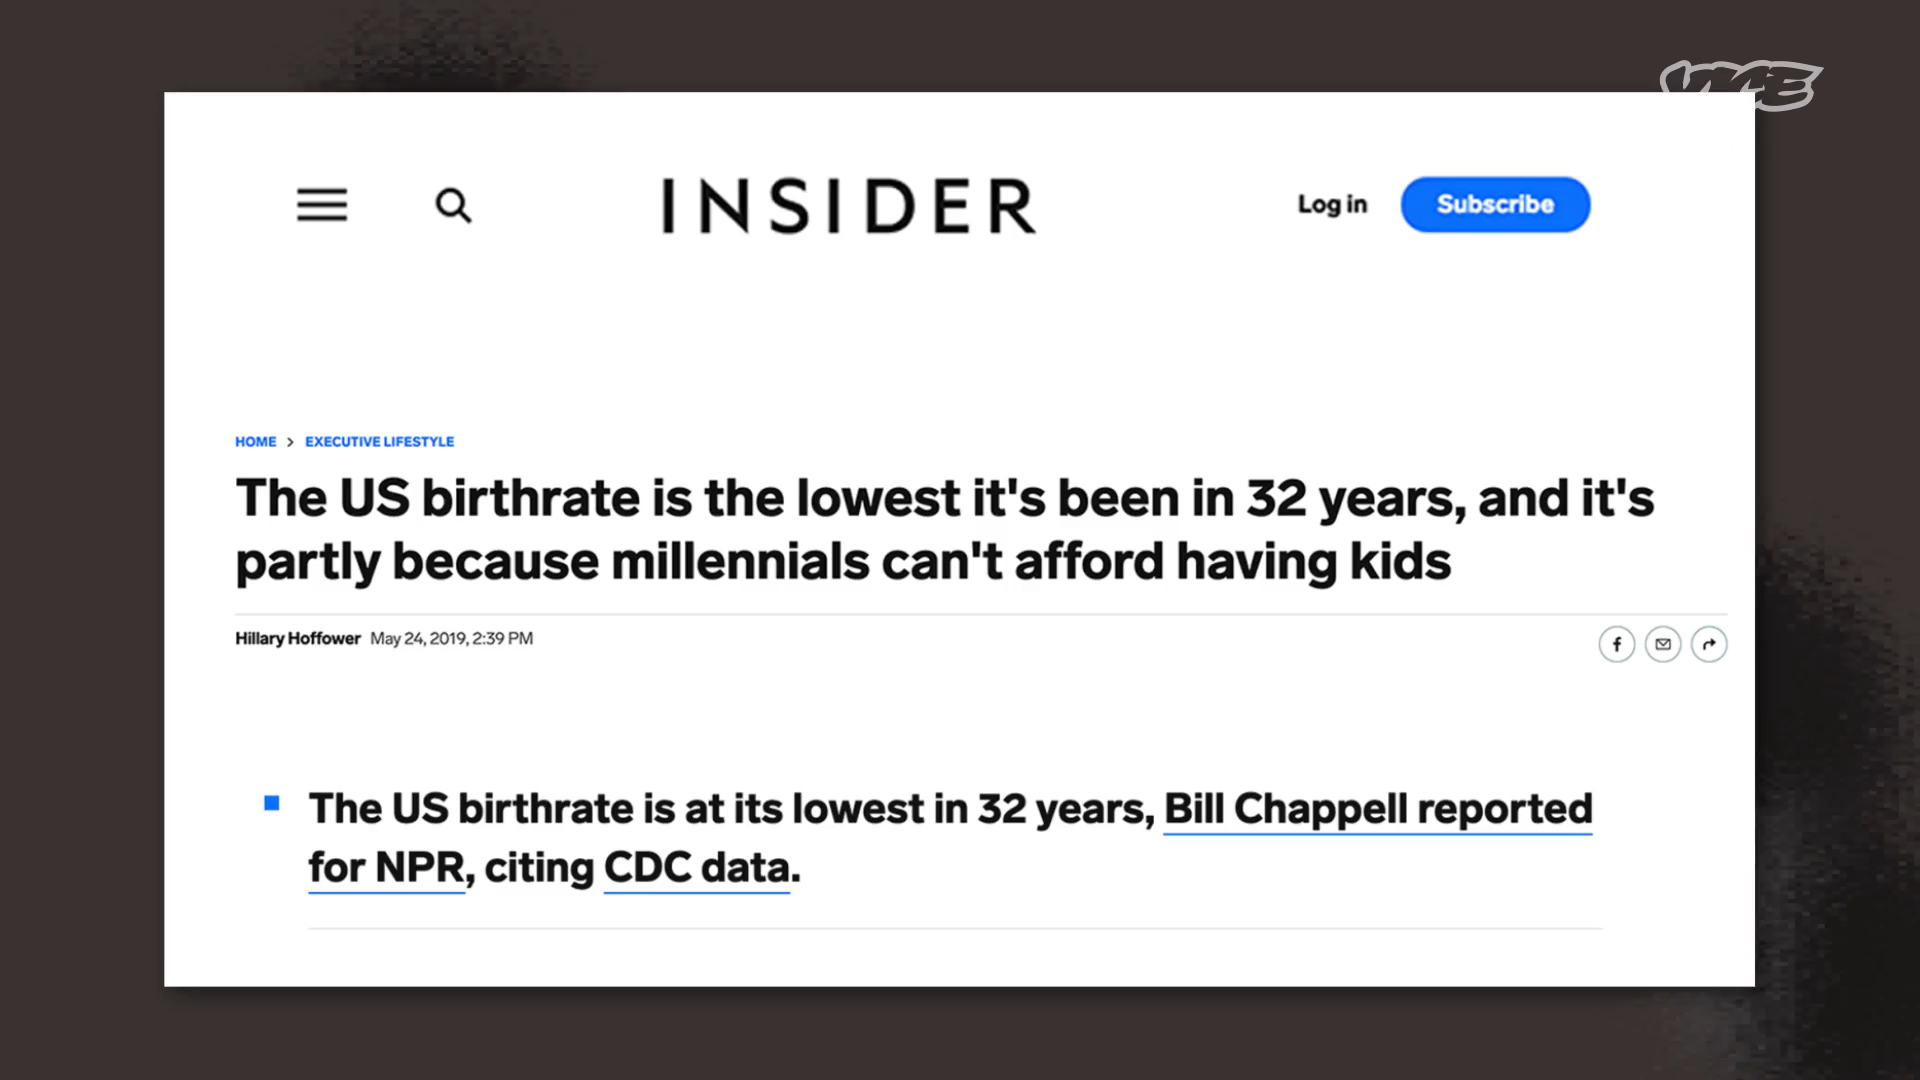 VICE
INSIDER
Log in
Subscribe
HOME > EXECUTIVE LIFESTYLE
The US birthrate is the lowest it's been in 32 years, and it's
partly because millennials can't afford having kids
Hillary Hoffower May 24, 2019, 2:39 PM
f
The US birthrate is at its lowest in 32 years, Bill Chappell reported
for NPR, citing CDC data.